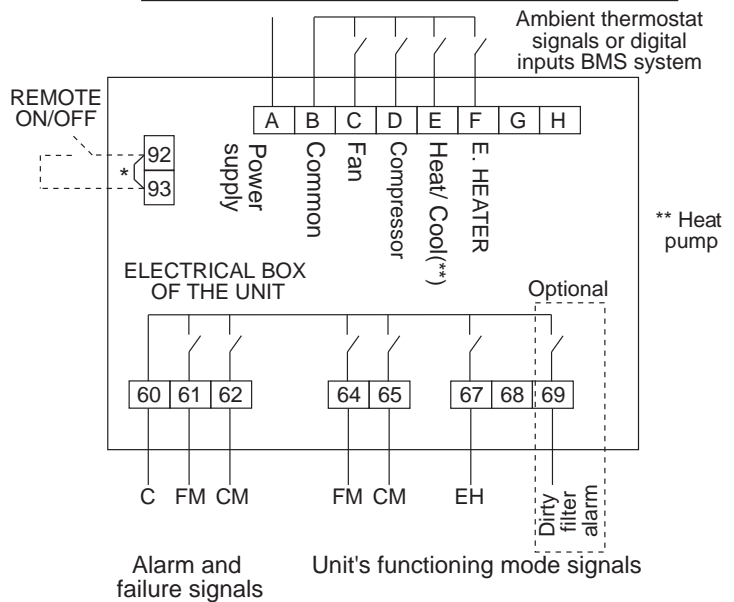 Ambient thermostat
signals or digital
inputs BMS system
REMOTE
ON/OFF
A B C D E F G H
92
*
93
Power
supply
Common
Fan
Compressor
Heat/ Cool(**)
E. HEATER
** Heat
pump
ELECTRICAL BOX
OF THE UNIT
Optional
60 61 62 64 65 67 68 69
C FM CM FM CM EH
Dirty
filter
alarm
Alarm and
failure signals
Unit's functioning mode signals